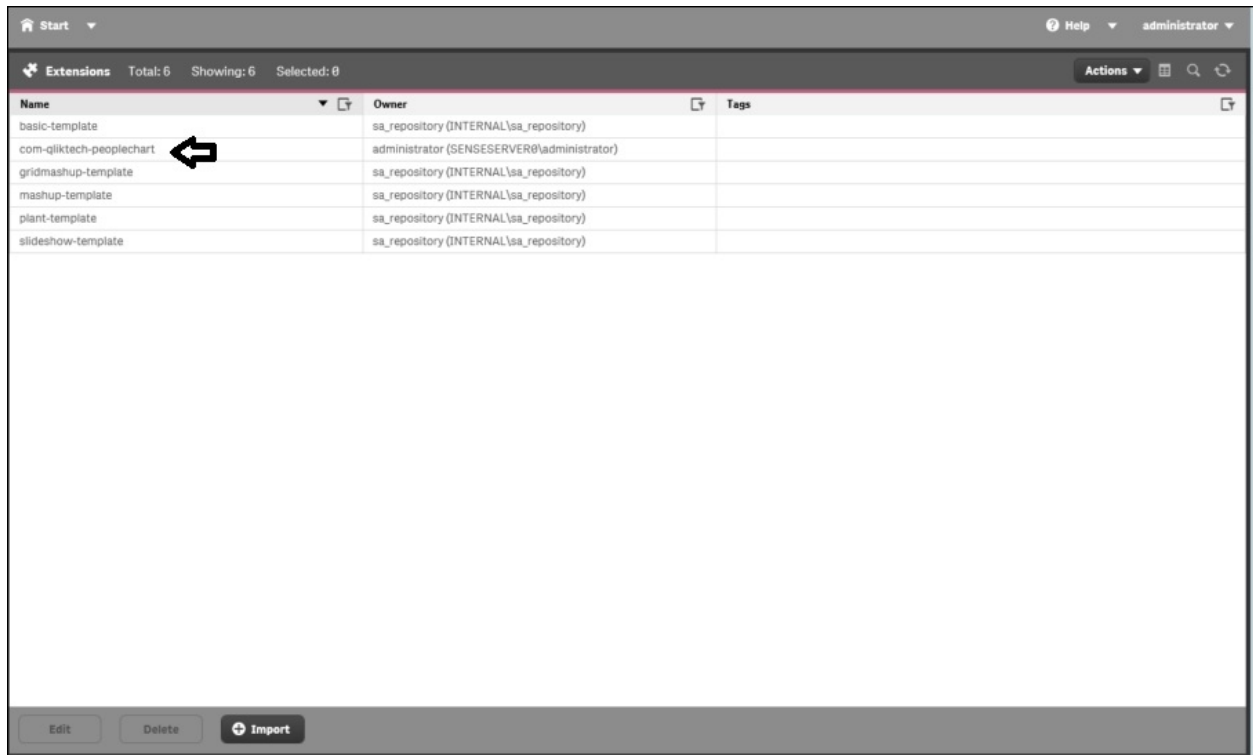 Start Help administrator
Extensions Total: 6 Showing: 6 Selected: 0 Actions
Name Owner Tags
basic-template sa_repository (INTERNAL\sa_repository)
com-qliktech-peoplechart administrator (SENSESERVER0\administrator)
gridmashup-template sa_repository (INTERNAL\sa_repository)
mashup-template sa_repository (INTERNAL\sa_repository)
plant-template sa_repository (INTERNAL\sa_repository)
slideshow-template sa_repository (INTERNAL\sa_repository)
Edit Delete Import